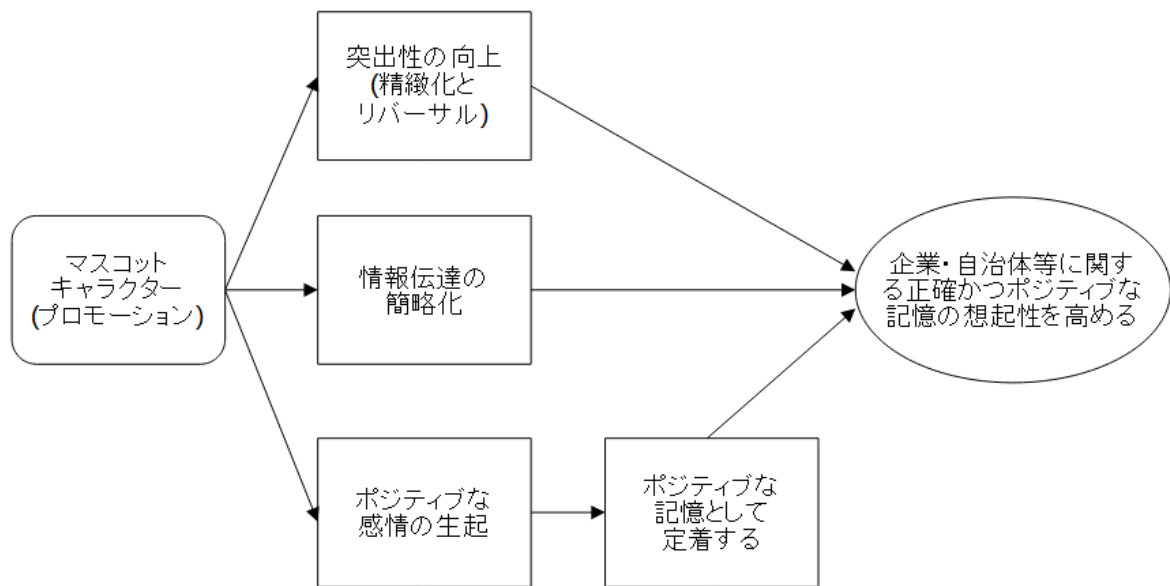 突出性の向上
(精緻化と
リバーサル)
マスコット
キャラクター
(プロモーション)
情報伝達の
簡略化
企業・自治体等に関す
る正確かつポジティブな
記憶の想起性を高める
ポジティブな
感情の生起
ポジティブな
記憶として
定着する